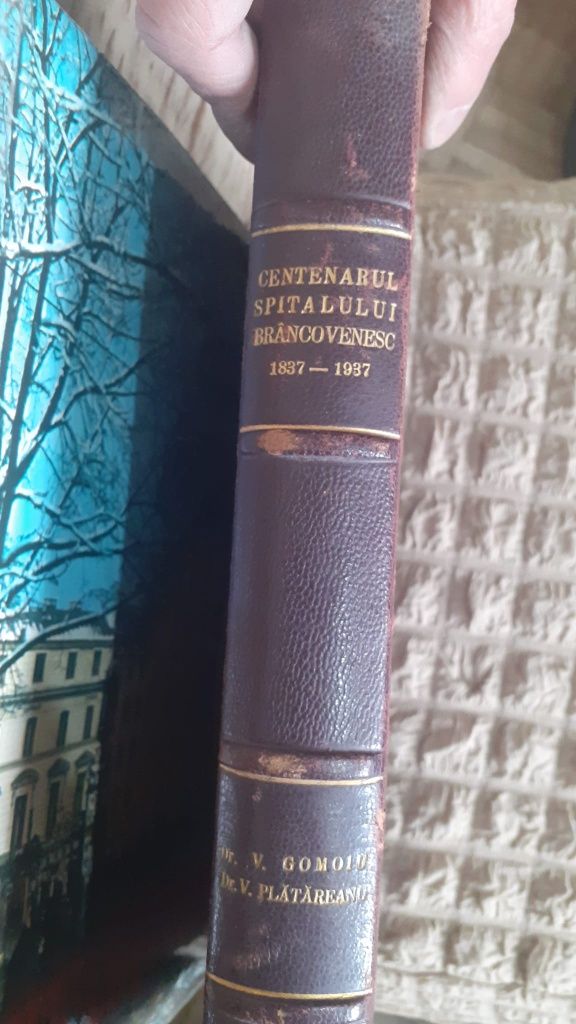 CENTENARUL
SPITALULUI
BRÂNCOVENESC
1837 — 1937
Dr. V. GOMOIU
Dr. V. PLĂTĂREANU